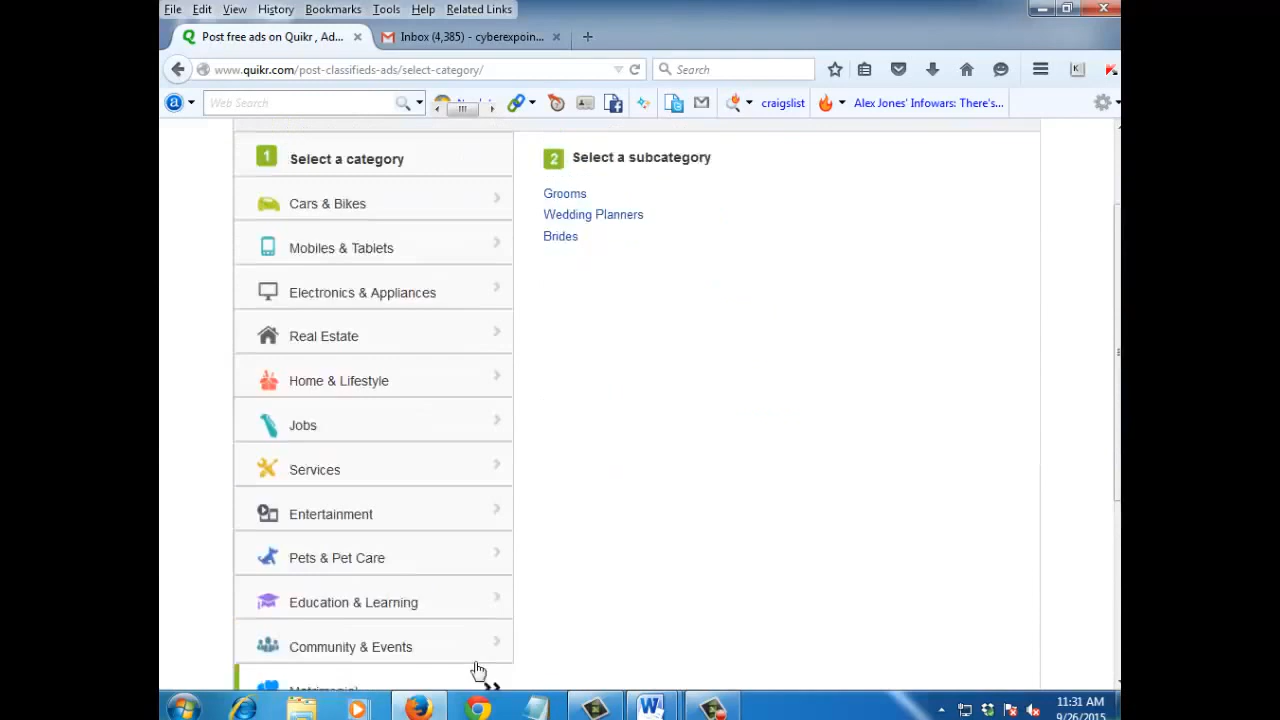 File Edit View History Bookmarks Tools Help Related Links
Post free ads on Quikr , Ad...
Inbox (4,385) - cyberexpoin...
www.quikr.com/post-classifieds-ads/select-category/
Search
Web Search
craigslist
Alex Jones' Infowars: There's...
1 Select a category
Cars & Bikes
Mobiles & Tablets
Electronics & Appliances
Real Estate
Home & Lifestyle
Jobs
Services
Entertainment
Pets & Pet Care
Education & Learning
Community & Events
Matrimonial
2 Select a subcategory
Grooms
Wedding Planners
Brides
11:31 AM
9/26/2015